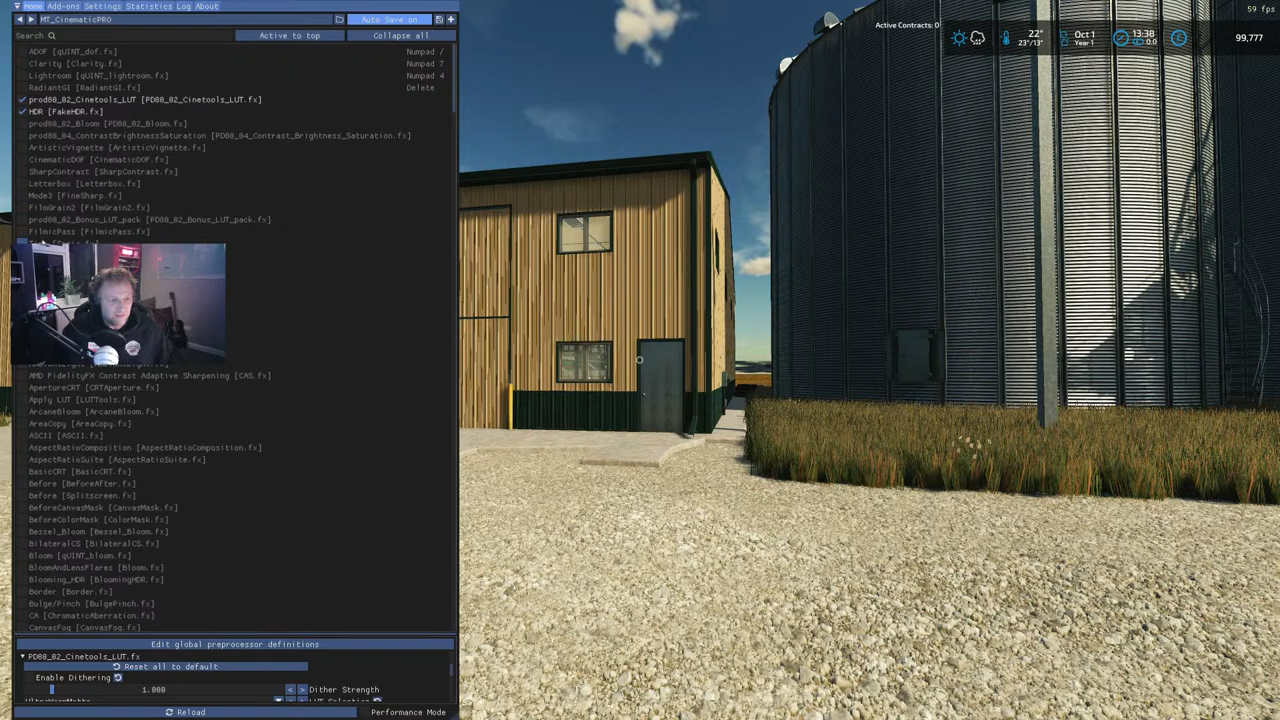 Home Add-ons Settings Statistics Log About
MT_CinematicPRO Auto Save on
Search Active to top Collapse all
ADOF [qUINT_dof.fx] Numpad /
Clarity [Clarity.fx] Numpad 7
Lightroom [qUINT_lightroom.fx] Numpad 4
RadiantGI [RadiantGI.fx] Delete
prod80_02_Cinetools_LUT [PD80_02_Cinetools_LUT.fx]
HDR [FakeHDR.fx]
prod80_02_Bloom [PD80_02_Bloom.fx]
prod80_04_ContrastBrightnessSaturation [PD80_04_Contrast_Brightness_Saturation.fx]
ArtisticVignette [ArtisticVignette.fx]
CinematicDOF [CinematicDOF.fx]
SharpContrast [SharpContrast.fx]
Letterbox [Letterbox.fx]
Mode3 [FineSharp.fx]
FilmGrain2 [FilmGrain2.fx]
prod80_02_Bonus_LUT_pack [PD80_02_Bonus_LUT_pack.fx]
FilmicPass [FilmicPass.fx]
AMD FidelityFX Contrast Adaptive Sharpening [CAS.fx]
ApertureCRT [CRTAperture.fx]
Apply LUT [LUTTools.fx]
ArcaneBloom [ArcaneBloom.fx]
AreaCopy [AreaCopy.fx]
ASCII [ASCII.fx]
AspectRatioComposition [AspectRatioComposition.fx]
AspectRatioSuite [AspectRatioSuite.fx]
BasicCRT [BasicCRT.fx]
Before [BeforeAfter.fx]
Before [Splitscreen.fx]
BeforeCanvasMask [CanvasMask.fx]
BeforeColorMask [ColorMask.fx]
Bessel_Bloom [Bessel_Bloom.fx]
BilateralCS [BilateralCS.fx]
Bloom [qUINT_bloom.fx]
BloomAndLensFlares [Bloom.fx]
Blooming_HDR [BloomingHDR.fx]
Border [Border.fx]
Bulge/Pinch [BulgePinch.fx]
CA [ChromaticAberration.fx]
CanvasFog [CanvasFog.fx]
Edit global preprocessor definitions
PD80_02_Cinetools_LUT.fx
Reset all to default
Enable Dithering
1.000 < > Dither Strength
LUT Selection
Reload Performance Mode
59 fps
Active Contracts: 0
22°
23°/13°
Oct 1
Year 1
13:38
0.0
99,777